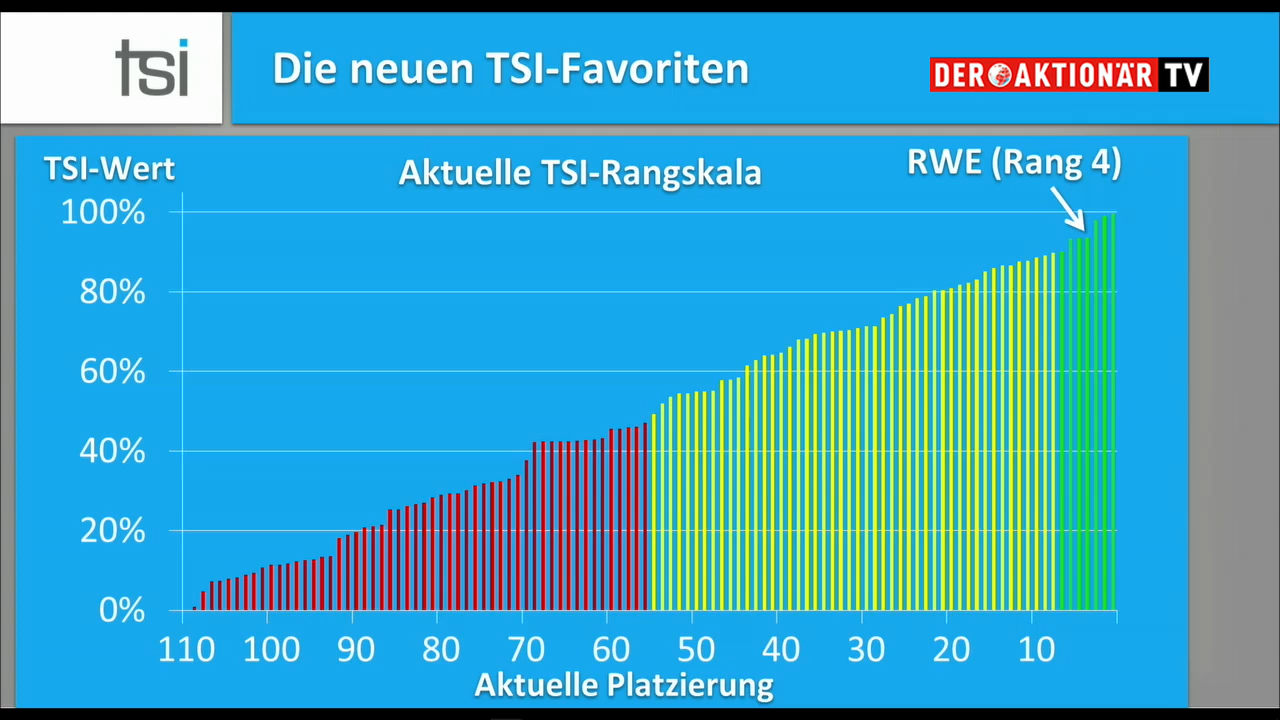 tsi
Die neuen TSI-Favoriten
DER AKTIONÄR TV
TSI-Wert
Aktuelle TSI-Rangskala
RWE (Rang 4)
100%
80%
60%
40%
20%
0%
110 100 90 80 70 60 50 40 30 20 10
Aktuelle Platzierung